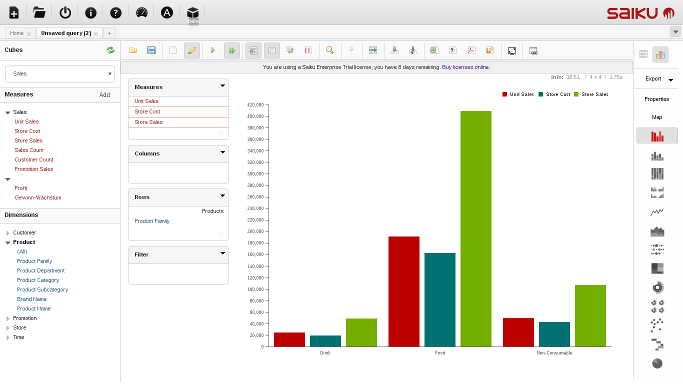 SAIKU
Home ×
Unsaved query (2) ×
+
Cubes
Sales
Measures
Add
Sales
Unit Sales
Store Cost
Store Sales
Sales Count
Customer Count
Promotion Sales
Profit
Gewinn-Wachstum
Dimensions
Customer
Product
(All)
Product Family
Product Department
Product Category
Product Subcategory
Brand Name
Product Name
Promotion
Store
Time
You are using a Saiku Enterprise Trial license, you have 8 days remaining. Buy licenses online.
Measures
Unit Sales
Store Cost
Store Sales
Columns
Rows
Products
Product Family
Filter
Info: 16:51 / 4 x 4 / 1.75s
Unit Sales
Store Cost
Store Sales
420,000
400,000
380,000
360,000
340,000
320,000
300,000
280,000
260,000
240,000
220,000
200,000
180,000
160,000
140,000
120,000
100,000
80,000
60,000
40,000
20,000
0
Drink
Food
Non-Consumable
Export
Properties
Map